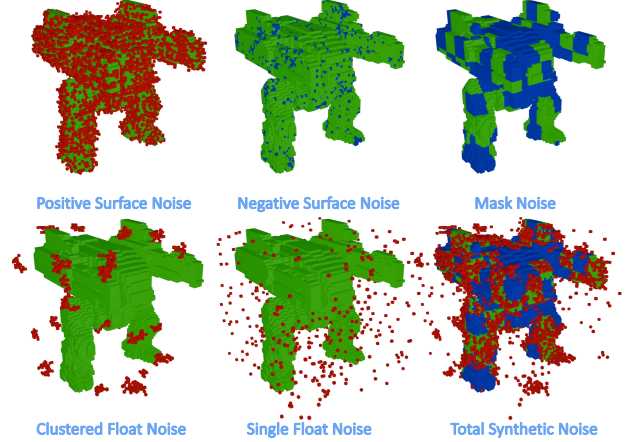 Positive Surface Noise
Negative Surface Noise
Mask Noise
Clustered Float Noise
Single Float Noise
Total Synthetic Noise